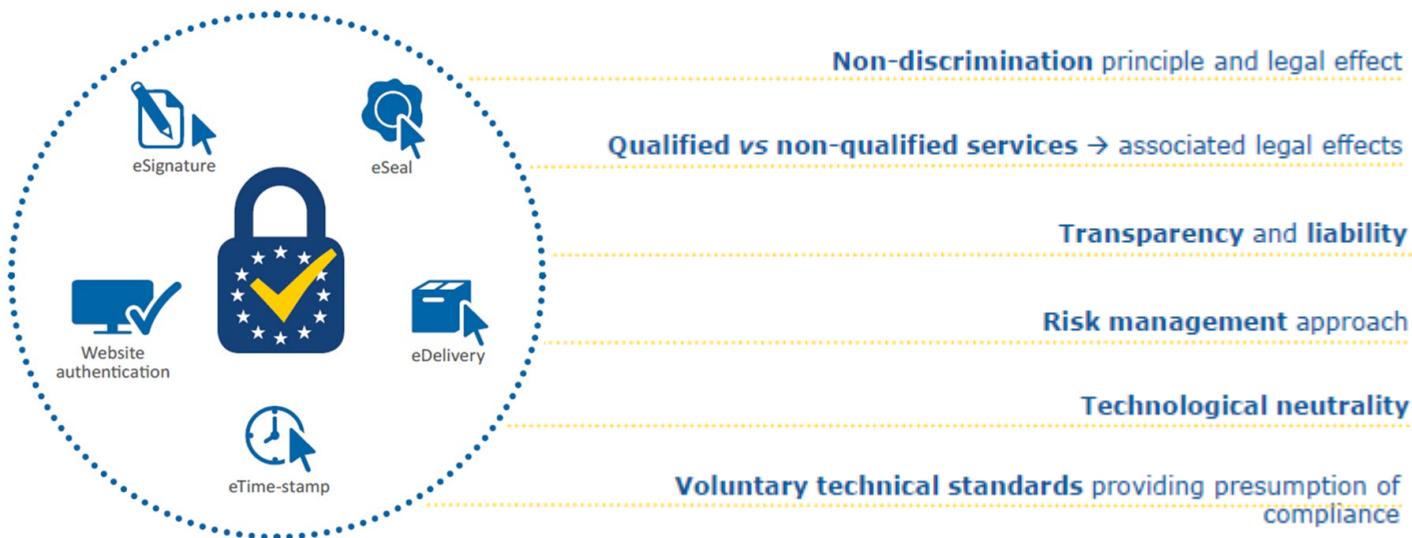 eSignature
eSeal
Website
authentication
eDelivery
eTime-stamp
Non-discrimination principle and legal effect
Qualified vs non-qualified services → associated legal effects
Transparency and liability
Risk management approach
Technological neutrality
Voluntary technical standards providing presumption of
compliance